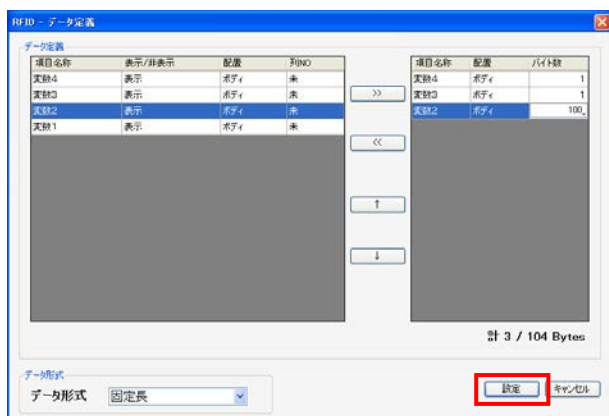 RFID - データ定義
データ定義
項目名称 表示/非表示 配置 列NO
変数4 表示 ボディ 未
変数3 表示 ボディ 未
変数2 表示 ボディ 未
変数1 表示 ボディ 未
>>
<<
↑
↓
項目名称 配置 バイト数
変数4 ボディ 1
変数3 ボディ 1
変数2 ボディ 100
計 3 / 104 Bytes
データ形式
データ形式 固定長
設定 キャンセル